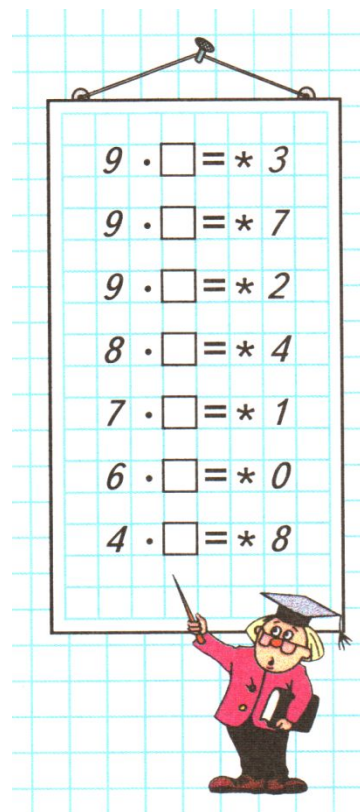 9 · □ = * 3
9 · □ = * 7
9 · □ = * 2
8 · □ = * 4
7 · □ = * 1
6 · □ = * 0
4 · □ = * 8